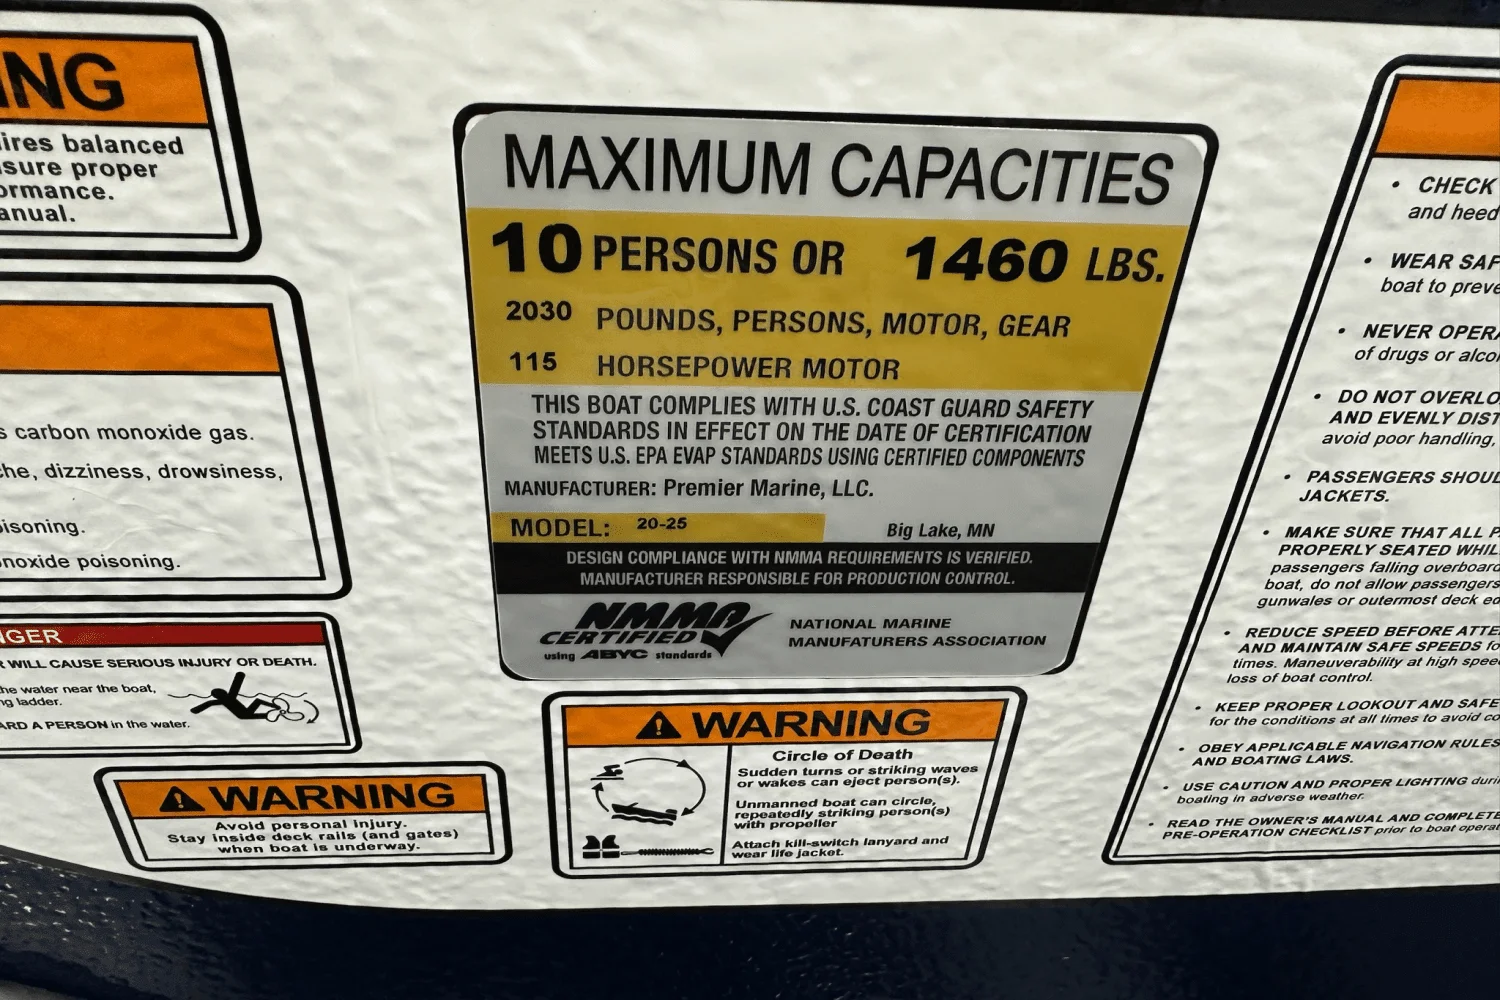 ING
ires balanced
sure proper
ormance.
anual.
s carbon monoxide gas.
che, dizziness, drowsiness,
oisoning.
noxide poisoning.
NGER
R WILL CAUSE SERIOUS INJURY OR DEATH.
he water near the boat,
ng ladder.
ARD A PERSON in the water.
WARNING
Avoid personal injury.
Stay inside deck rails (and gates)
when boat is underway.
MAXIMUM CAPACITIES
10 PERSONS OR 1460 LBS.
2030 POUNDS, PERSONS, MOTOR, GEAR
115 HORSEPOWER MOTOR
THIS BOAT COMPLIES WITH U.S. COAST GUARD SAFETY
STANDARDS IN EFFECT ON THE DATE OF CERTIFICATION
MEETS U.S. EPA EVAP STANDARDS USING CERTIFIED COMPONENTS
MANUFACTURER: Premier Marine, LLC.
MODEL: 20-25 Big Lake, MN
DESIGN COMPLIANCE WITH NMMA REQUIREMENTS IS VERIFIED.
MANUFACTURER RESPONSIBLE FOR PRODUCTION CONTROL.
NMMA
CERTIFIED
using ABYC standards
NATIONAL MARINE
MANUFATURERS ASSOCIATION
WARNING
Circle of Death
Sudden turns or striking waves
or wakes can eject person(s).
Unmanned boat can circle,
repeatedly striking person(s)
with propeller
Attach kill-switch lanyard and
wear life jacket.
• CHECK
and heed
• WEAR SAF
boat to preve
• NEVER OPERA
of drugs or alco
• DO NOT OVERLO
AND EVENLY DIST
avoid poor handling,
• PASSENGERS SHOUL
JACKETS.
• MAKE SURE THAT ALL P
PROPERLY SEATED WHIL
passengers falling overboard
boat, do not allow passengers
gunwales or outermost deck ed
• REDUCE SPEED BEFORE ATTE
AND MAINTAIN SAFE SPEEDS fo
times. Maneuverability at high spee
loss of boat control.
• KEEP PROPER LOOKOUT AND SAFE
for the conditions at all times to avoid co
• OBEY APPLICABLE NAVIGATION RULES
AND BOATING LAWS.
• USE CAUTION AND PROPER LIGHTING duri
boating in adverse weather.
• READ THE OWNER'S MANUAL AND COMPLETE
PRE-OPERATION CHECKLIST prior to boat operat